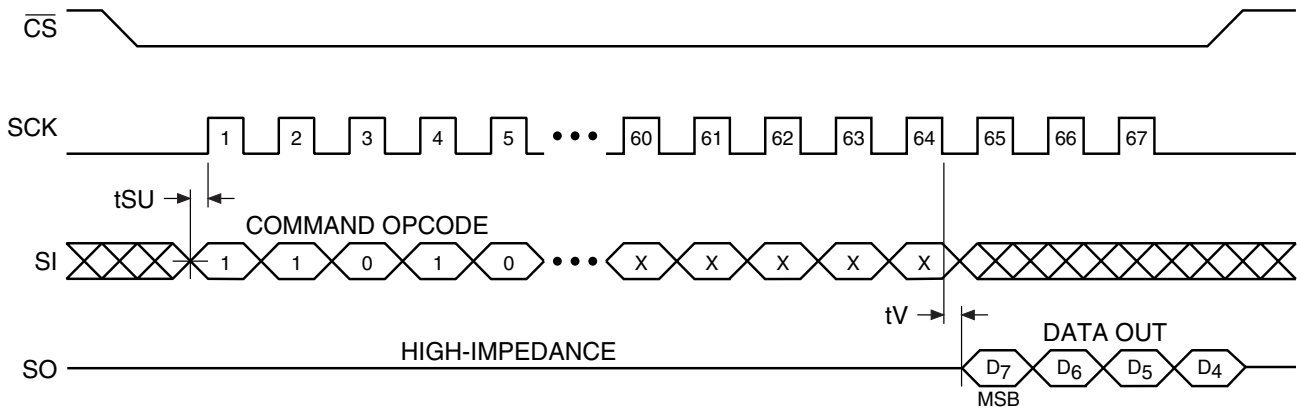 CS
SCK 1 2 3 4 5 ••• 60 61 62 63 64 65 66 67
tSU
COMMAND OPCODE
SI 1 1 0 1 0 ••• X X X X X
tV
HIGH-IMPEDANCE DATA OUT
SO D7 D6 D5 D4
MSB